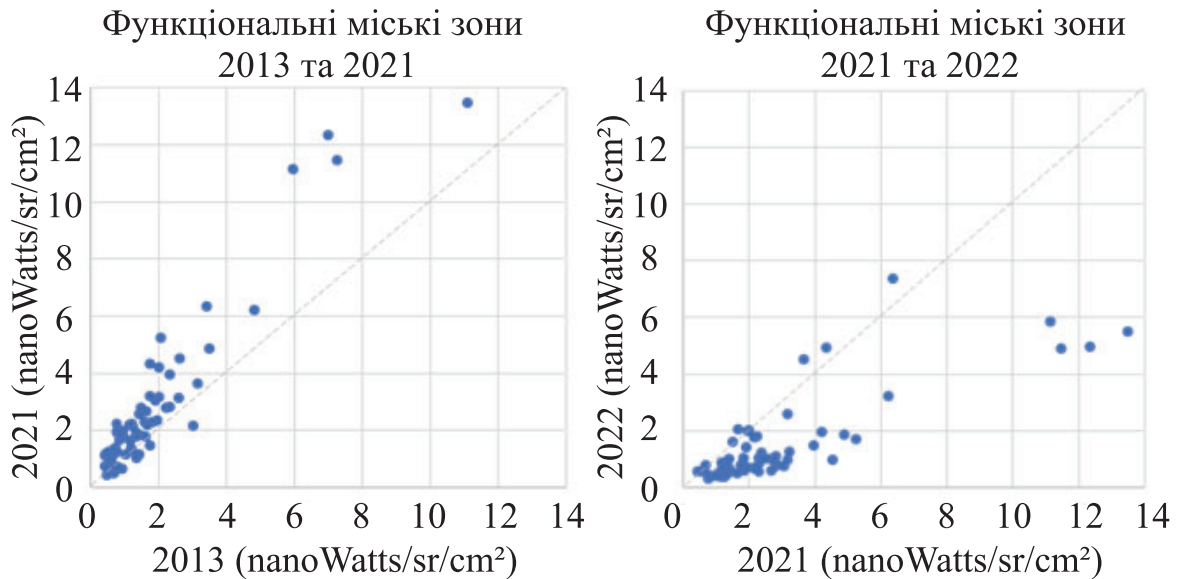 Функціональні міські зони
2013 та 2021
14
12
10
8
6
4
2
0
2021 (nanoWatts/sr/cm²)
0 2 4 6 8 10 12 14
2013 (nanoWatts/sr/cm²)
Функціональні міські зони
2021 та 2022
14
12
10
8
6
4
2
0
2022 (nanoWatts/sr/cm²)
0 2 4 6 8 10 12 14
2021 (nanoWatts/sr/cm²)